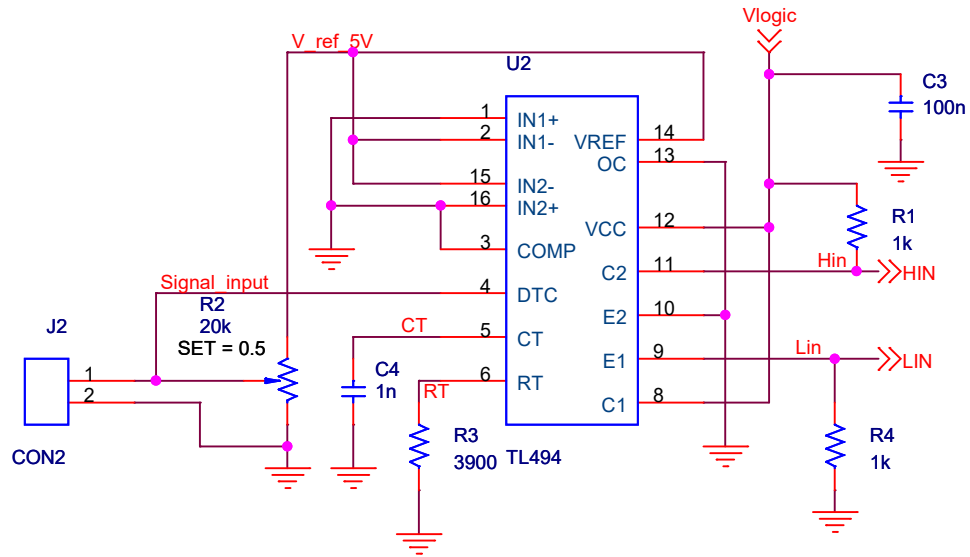 Vlogic
V_ref_5V
U2
C3
100n
1
IN1+
2
IN1-
VREF
14
OC
13
15
IN2-
16
IN2+
VCC
12
R1
1k
3
COMP
C2
11
Hin
HIN
Signal_input
4
DTC
E2
10
R2
20k
SET = 0.5
J2
CT
5
CT
E1
9
Lin
LIN
1
2
C4
1n
RT
6
RT
C1
8
CON2
R3
3900
TL494
R4
1k